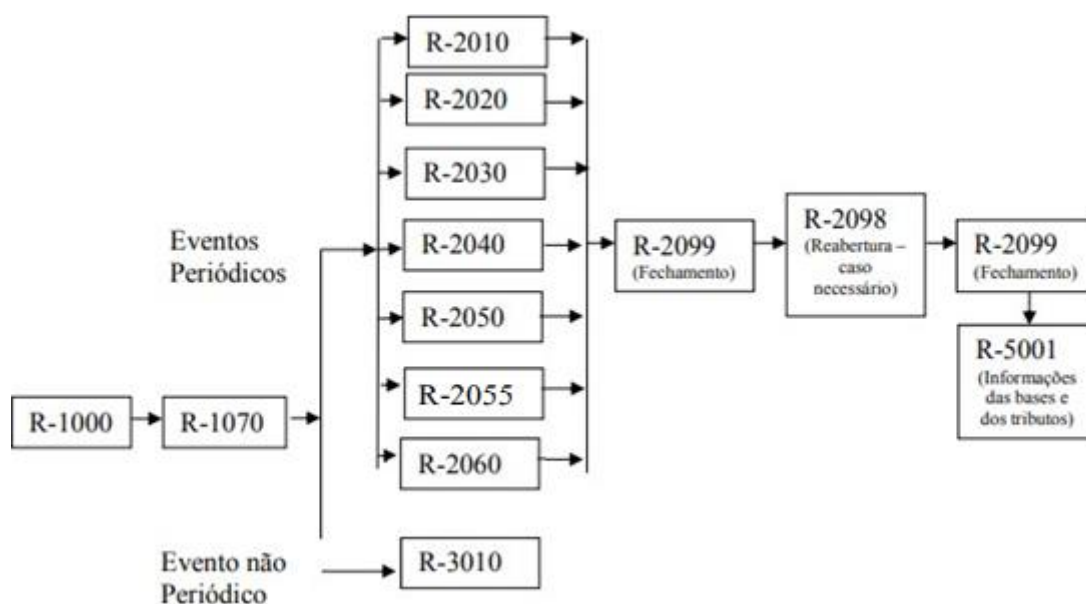 R-2010
R-2020
R-2030
R-2040
R-2050
R-2055
R-2060
Eventos
Periódicos
R-1000
R-1070
R-2099
(Fechamento)
R-2098
(Reabertura –
caso
necessário)
R-2099
(Fechamento)
R-5001
(Informações
das bases e
dos tributos)
Evento não
Periódico
R-3010